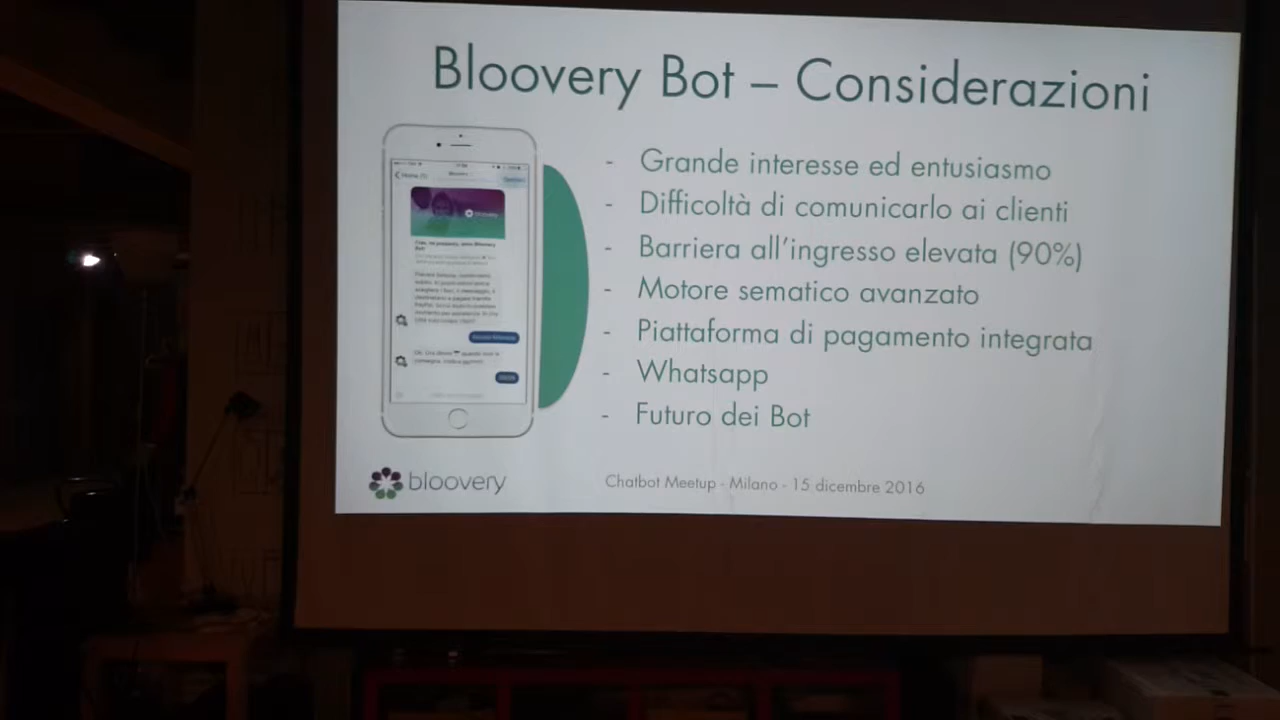 Bloovery Bot – Considerazioni
- Grande interesse ed entusiasmo
- Difficoltà di comunicarlo ai clienti
- Barriera all'ingresso elevata (90%)
- Motore sematico avanzato
- Piattaforma di pagamento integrata
- Whatsapp
- Futuro dei Bot
bloovery
Chatbot Meetup - Milano - 15 dicembre 2016